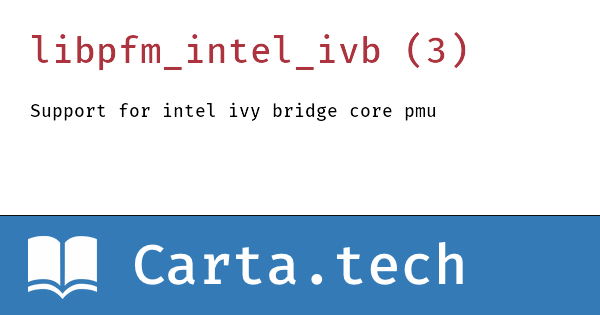 libpfm_intel_ivb (3)
Support for intel ivy bridge core pmu
Carta.tech